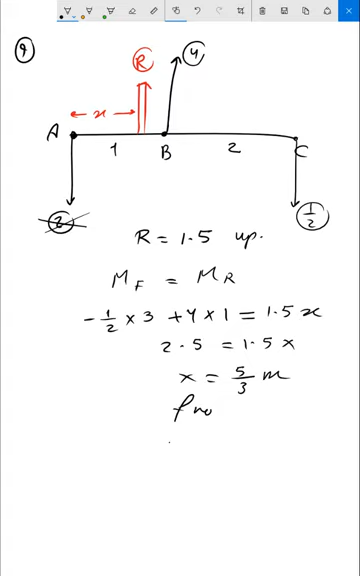 9
R
4
x
A
1
B
2
C
2
1/2
R = 1.5 up.
M_F = M_R
-1/2 × 3 + 4 × 1 = 1.5 x
2.5 = 1.5 x
x = 5/3 m
fro